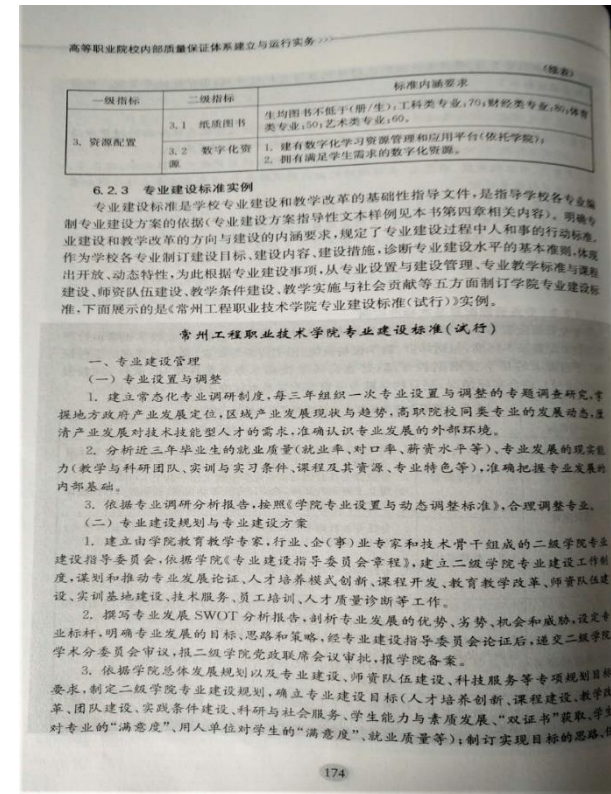 高等职业院校内部质量保证体系建立与运行实务
(续表)
一级指标 二级指标 标准内涵要求
3. 资源配置 3.1 纸质图书 生均图书不低于(册/生):工科类专业:70;财经类专业:80;体育
类专业:50;艺术类专业:60。
3.2 数字化资
源 1. 建有数字化学习资源管理和应用平台(依托学院);
2. 拥有满足学生需求的数字化资源。
6.2.3 专业建设标准实例
专业建设标准是学校专业建设和教学改革的基础性指导文件,是指导学校各专业编
制专业建设方案的依据(专业建设方案指导性文本样例见本书第四章相关内容)。明确专
业建设和教学改革的方向与建设的内涵要求,规定了专业建设过程中人和事的行动标准。
作为学校各专业制订建设目标、建设内容、建设措施,诊断专业建设水平的基本准则,体现
出开放、动态特性,为此根据专业建设事项,从专业设置与建设管理、专业教学标准与课程
建设、师资队伍建设、教学条件建设、教学实施与社会贡献等五方面制订学院专业建设标
准,下面展示的是《常州工程职业技术学院专业建设标准(试行)》实例。
常州工程职业技术学院专业建设标准(试行)
一、专业建设管理
(一) 专业设置与调整
1. 建立常态化专业调研制度,每三年组织一次专业设置与调整的专题调查研究,掌
握地方政府产业发展定位,区域产业发展现状与趋势,高职院校同类专业的发展动态,厘
清产业发展对技术技能型人才的需求,准确认识专业发展的外部环境。
2. 分析近三年毕业生的就业质量(就业率、对口率、薪资水平等)、专业发展的现实能
力(教学与科研团队、实训与实习条件、课程及其资源、专业特色等),准确把握专业发展的
内部基础。
3. 依据专业调研分析报告,按照《学院专业设置与动态调整标准》,合理调整专业。
(二) 专业建设规划与专业建设方案
1. 建立由学院教育教学专家,行业、企(事)业专家和技术骨干组成的二级学院专业
建设指导委员会,依据学院《专业建设指导委员会章程》,建立二级学院专业建设工作制
度,谋划和推动专业发展论证、人才培养模式创新、课程开发、教育教学改革、师资队伍建
设、实训基地建设、技术服务、员工培训、人才质量诊断等工作。
2. 撰写专业发展 SWOT 分析报告,剖析专业发展的优势、劣势、机会和威胁,设定专
业标杆,明确专业发展的目标、思路和策略,经专业建设指导委员会论证后,递交二级学院
学术分委员会审议,报二级学院党政联席会议审批,报学院备案。
3. 依据学院总体发展规划以及专业建设、师资队伍建设、科技服务等专项规划目标
要求,制定二级学院专业建设规划,确立专业建设目标(人才培养创新、课程建设、教学改
革、团队建设、实践条件建设、科研与社会服务、学生能力与素质发展、“双证书”获取、学生
对专业的“满意度”、用人单位对学生的“满意度”、就业质量等);制订实现目标的思路、
174